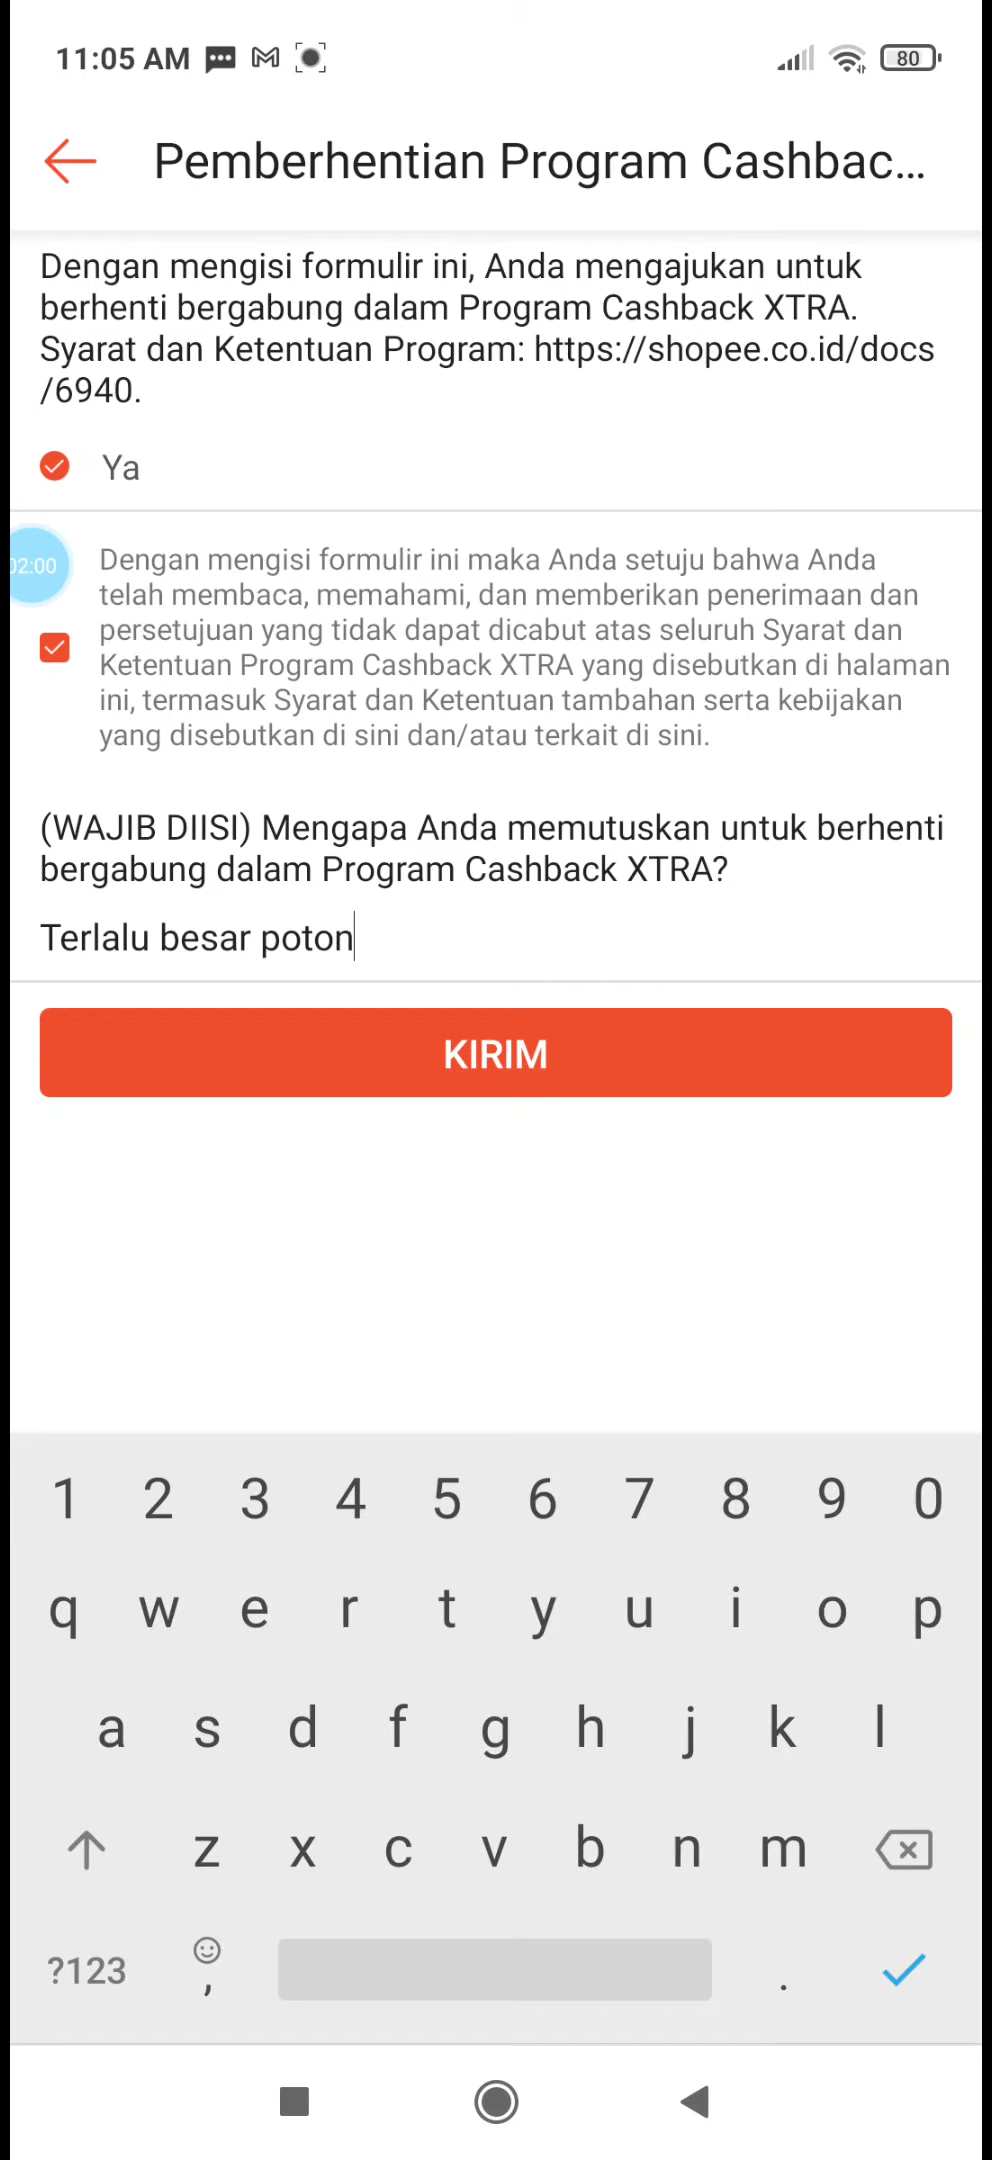 11:05 AM
80
Pemberhentian Program Cashbac...
Dengan mengisi formulir ini, Anda mengajukan untuk
berhenti bergabung dalam Program Cashback XTRA.
Syarat dan Ketentuan Program: https://shopee.co.id/docs
/6940.
Ya
02:00
Dengan mengisi formulir ini maka Anda setuju bahwa Anda
telah membaca, memahami, dan memberikan penerimaan dan
persetujuan yang tidak dapat dicabut atas seluruh Syarat dan
Ketentuan Program Cashback XTRA yang disebutkan di halaman
ini, termasuk Syarat dan Ketentuan tambahan serta kebijakan
yang disebutkan di sini dan/atau terkait di sini.
(WAJIB DIISI) Mengapa Anda memutuskan untuk berhenti
bergabung dalam Program Cashback XTRA?
Terlalu besar poton
KIRIM
1 2 3 4 5 6 7 8 9 0
q w e r t y u i o p
a s d f g h j k l
z x c v b n m
?123 , .